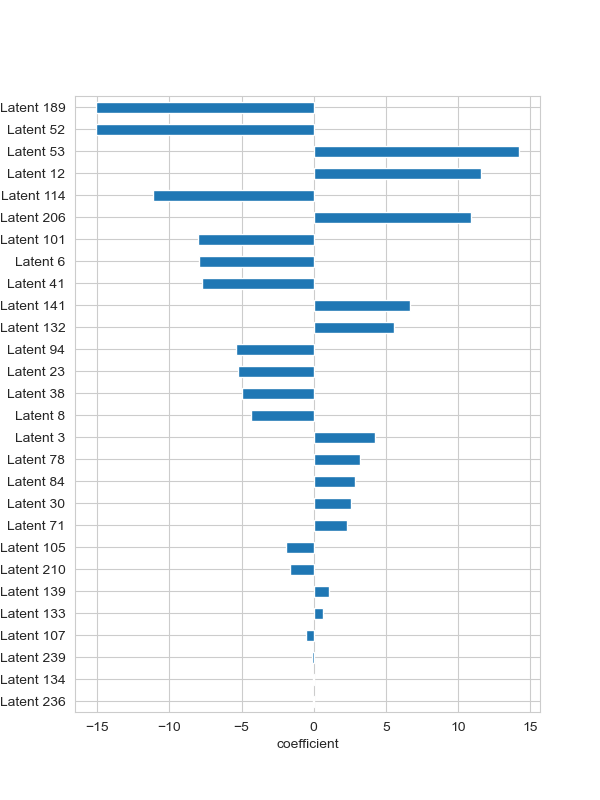 Latent 189
Latent 52
Latent 53
Latent 12
Latent 114
Latent 206
Latent 101
Latent 6
Latent 41
Latent 141
Latent 132
Latent 94
Latent 23
Latent 38
Latent 8
Latent 3
Latent 78
Latent 84
Latent 30
Latent 71
Latent 105
Latent 210
Latent 139
Latent 133
Latent 107
Latent 239
Latent 134
Latent 236
−15 −10 −5 0 5 10 15
coefficient